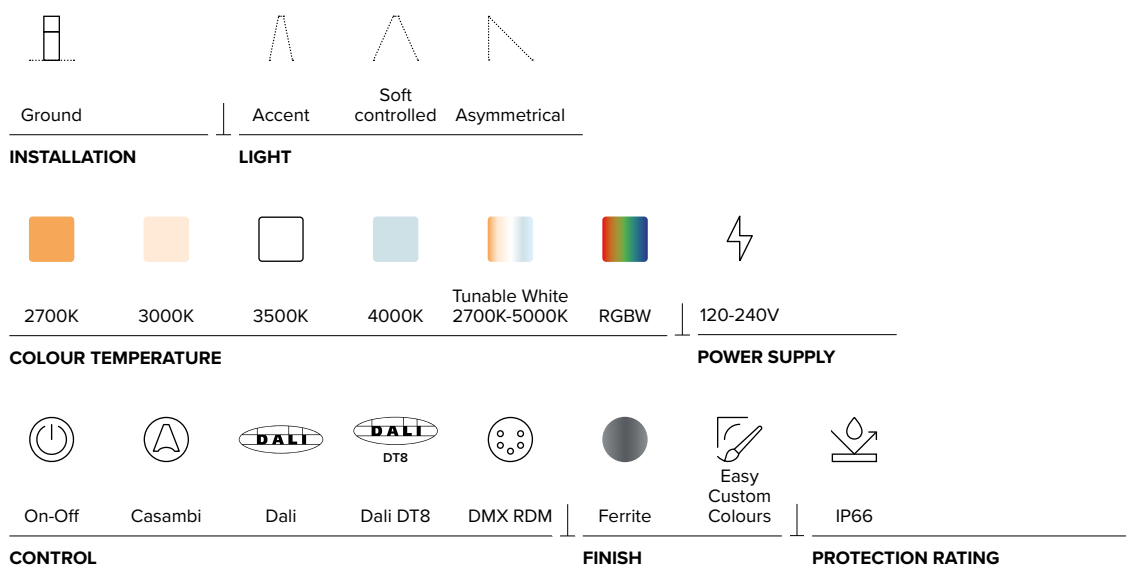 Ground
Accent
Soft
controlled
Asymmetrical
INSTALLATION
LIGHT
2700K
3000K
3500K
4000K
Tunable White
2700K-5000K
RGBW
120-240V
COLOUR TEMPERATURE
POWER SUPPLY
DALI
DALI
DT8
On-Off
Casambi
Dali
Dali DT8
DMX RDM
Ferrite
Easy
Custom
Colours
IP66
CONTROL
FINISH
PROTECTION RATING